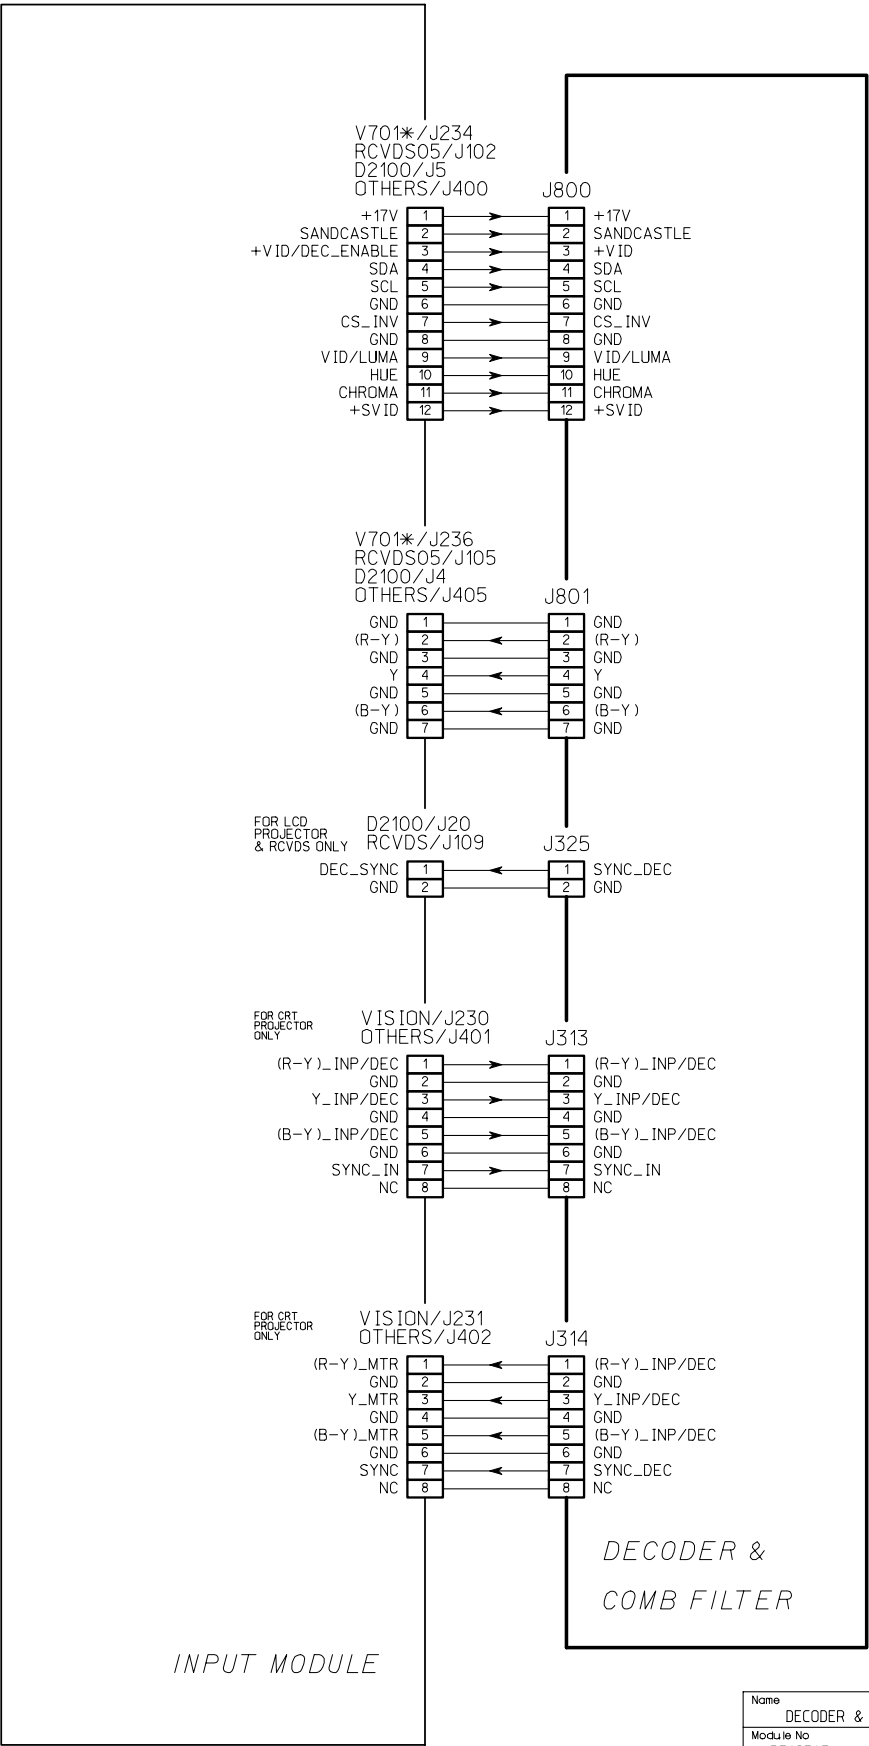 V701*/J234
RCVDS05/J102
D2100/J5
OTHERS/J400 J800
+17V 1 1 +17V
SANDCASTLE 2 2 SANDCASTLE
+VID/DEC_ENABLE 3 3 +VID
SDA 4 4 SDA
SCL 5 5 SCL
GND 6 6 GND
CS_INV 7 7 CS_INV
GND 8 8 GND
VID/LUMA 9 9 VID/LUMA
HUE 10 10 HUE
CHROMA 11 11 CHROMA
+SVID 12 12 +SVID
V701*/J236
RCVDS05/J105
D2100/J4
OTHERS/J405 J801
GND 1 1 GND
(R-Y) 2 2 (R-Y)
GND 3 3 GND
Y 4 4 Y
GND 5 5 GND
(B-Y) 6 6 (B-Y)
GND 7 7 GND
FOR LCD
PROJECTOR
& RCVDS ONLY
D2100/J20
RCVDS/J109 J325
DEC_SYNC 1 1 SYNC_DEC
GND 2 2 GND
FOR CRT
PROJECTOR
ONLY
VISION/J230
OTHERS/J401 J313
(R-Y)_INP/DEC 1 1 (R-Y)_INP/DEC
GND 2 2 GND
Y_INP/DEC 3 3 Y_INP/DEC
GND 4 4 GND
(B-Y)_INP/DEC 5 5 (B-Y)_INP/DEC
GND 6 6 GND
SYNC_IN 7 7 SYNC_IN
NC 8 8 NC
FOR CRT
PROJECTOR
ONLY
VISION/J231
OTHERS/J402 J314
(R-Y)_MTR 1 1 (R-Y)_INP/DEC
GND 2 2 GND
Y_MTR 3 3 Y_INP/DEC
GND 4 4 GND
(B-Y)_MTR 5 5 (B-Y)_INP/DEC
GND 6 6 GND
SYNC 7 7 SYNC_DEC
NC 8 8 NC
DECODER &
COMB FILTER
INPUT MODULE
Name
DECODER &
Module No